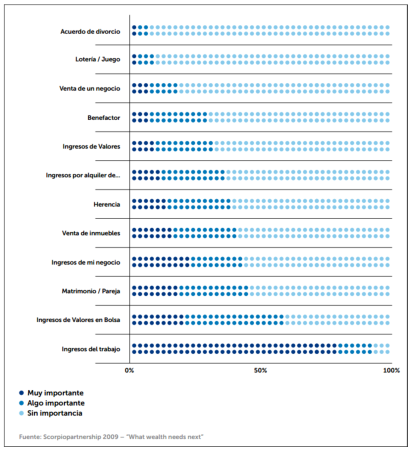 Acuerdo de divorcio
Lotería / Juego
Venta de un negocio
Benefactor
Ingresos de Valores
Ingresos por alquiler de...
Herencia
Venta de inmuebles
Ingresos de mi negocio
Matrimonio / Pareja
Ingresos de Valores en Bolsa
Ingresos del trabajo
0% 50% 100%
Muy importante
Algo importante
Sin importancia
Fuente: Scorpiopartnership 2009 – "What wealth needs next"